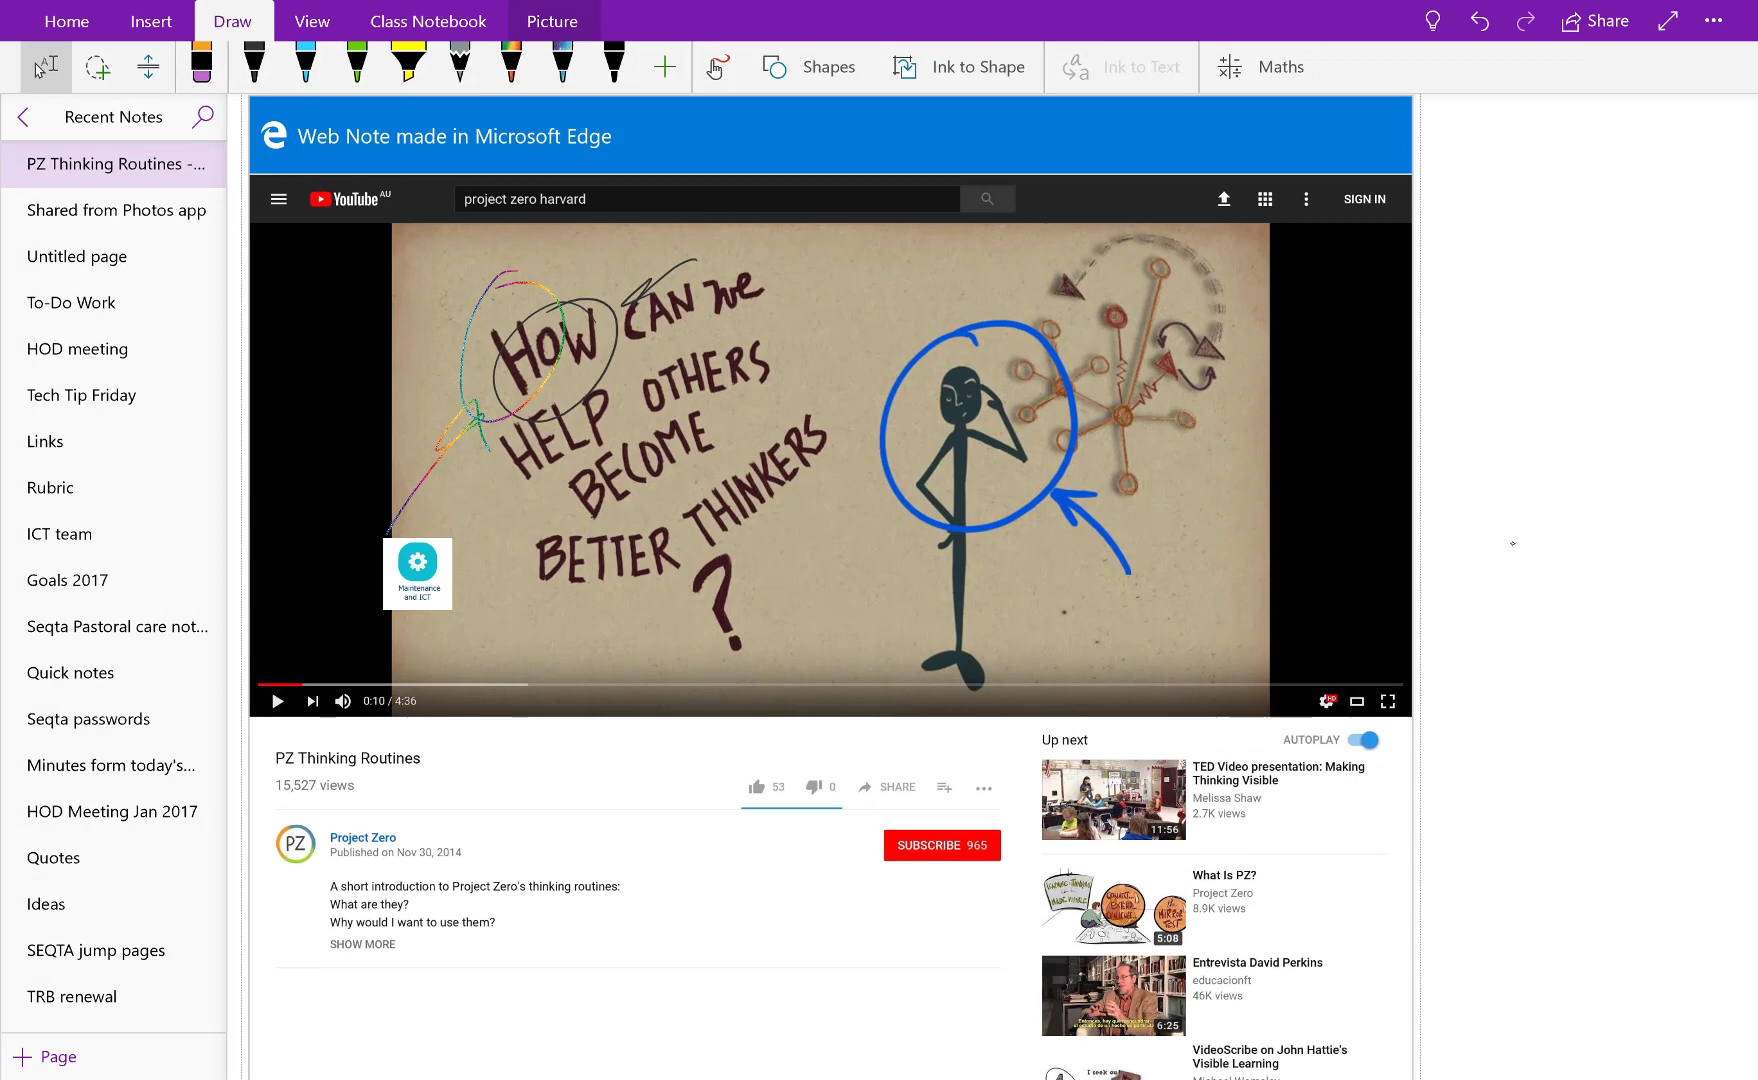 Home Insert Draw View Class Notebook Picture Share
Shapes Ink to Shape Ink to Text Maths
Recent Notes
PZ Thinking Routines -...
Shared from Photos app
Untitled page
To-Do Work
HOD meeting
Tech Tip Friday
Links
Rubric
ICT team
Goals 2017
Seqta Pastoral care not...
Quick notes
Seqta passwords
Minutes form today's...
HOD Meeting Jan 2017
Quotes
Ideas
SEQTA jump pages
TRB renewal
Page
Web Note made in Microsoft Edge
YouTube AU
project zero harvard
SIGN IN
HOW CAN WE
HELP OTHERS
BECOME
BETTER THINKERS
?
Maintenance
and ICT
0:10 / 4:36
HD
PZ Thinking Routines
15,527 views
53 0 SHARE
PZ
Project Zero
Published on Nov 30, 2014
SUBSCRIBE 965
A short introduction to Project Zero's thinking routines:
What are they?
Why would I want to use them?
SHOW MORE
Up next
AUTOPLAY
TED Video presentation: Making
Thinking Visible
Melissa Shaw
2.7K views
11:56
What Is PZ?
Project Zero
8.9K views
5:08
Entrevista David Perkins
educacionft
46K views
6:25
VideoScribe on John Hattie's
Visible Learning